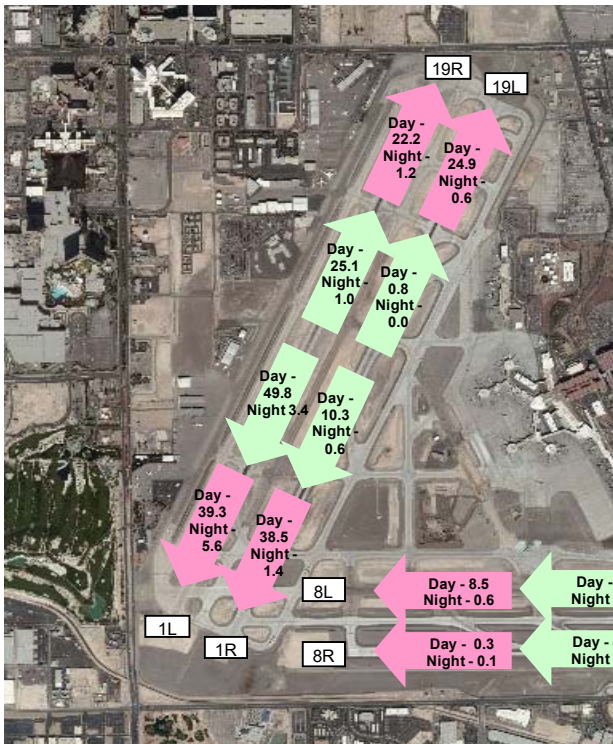 19R
19L
Day -
22.2
Night -
1.2
Day -
24.9
Night -
0.6
Day -
25.1
Night -
1.0
Day -
0.8
Night -
0.0
Day -
49.8
Night 3.4
Day -
10.3
Night -
0.6
Day -
39.3
Night -
5.6
Day -
38.5
Night -
1.4
8L
Day - 8.5
Night - 0.6
Day -
Night
1L
1R
8R
Day - 0.3
Night - 0.1
Day -
Night